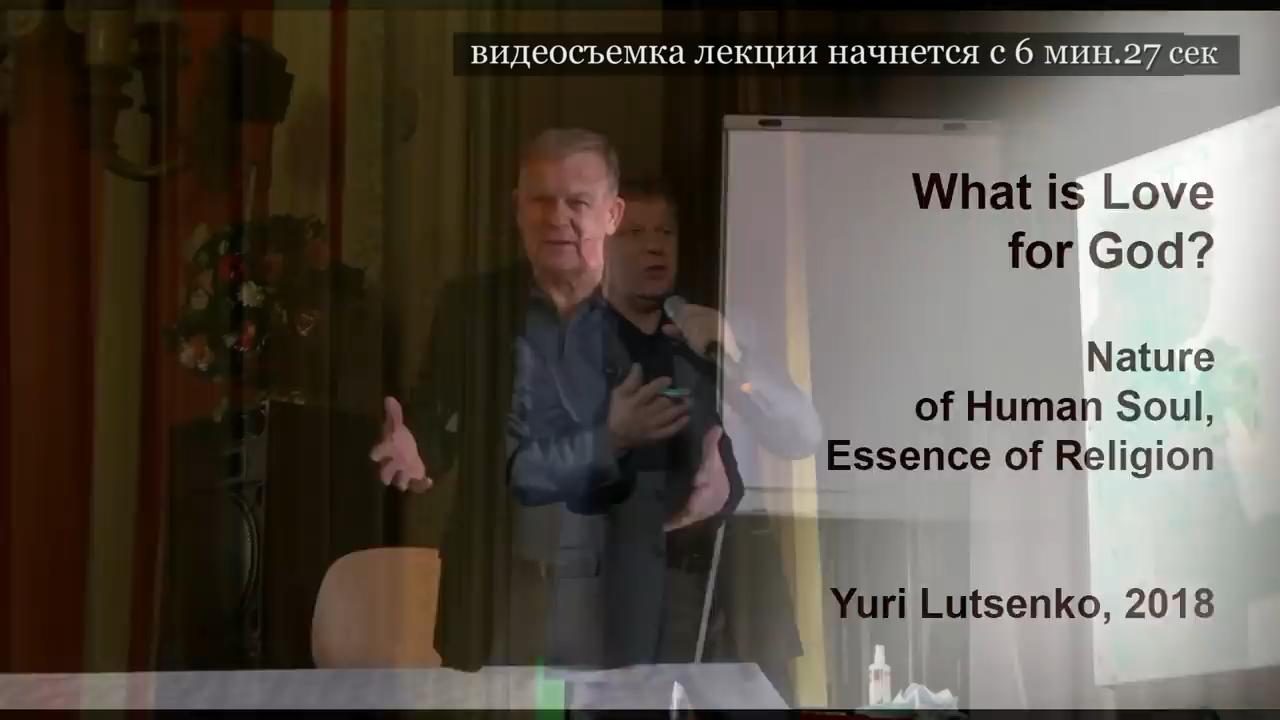 видеосъемка лекции начнется с 6 мин.27 сек
What is Love
for God?
Nature
of Human Soul,
Essence of Religion
Yuri Lutsenko, 2018